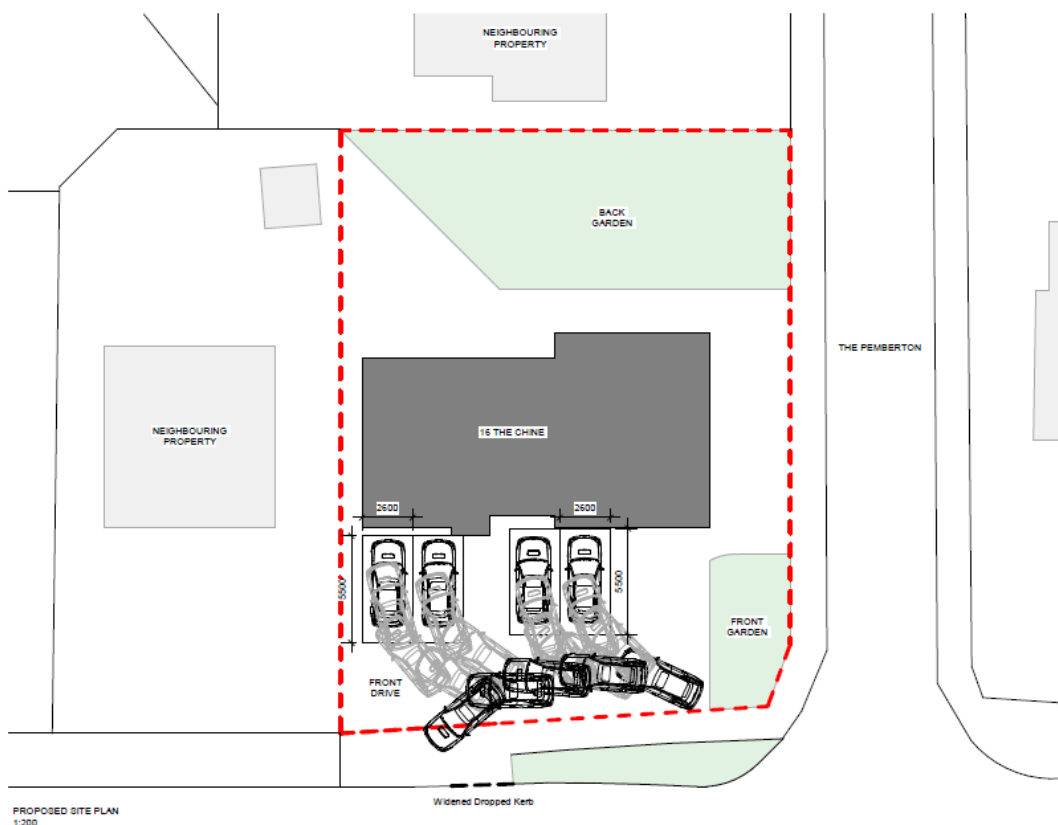 NEIGHBOURING
PROPERTY
BACK
GARDEN
THE PEMBERTON
NEIGHBOURING
PROPERTY
16 THE CHINE
2600
2600
5500
5500
FRONT
GARDEN
FRONT
DRIVE
Widened Dropped Kerb
PROPOSED SITE PLAN
1:200